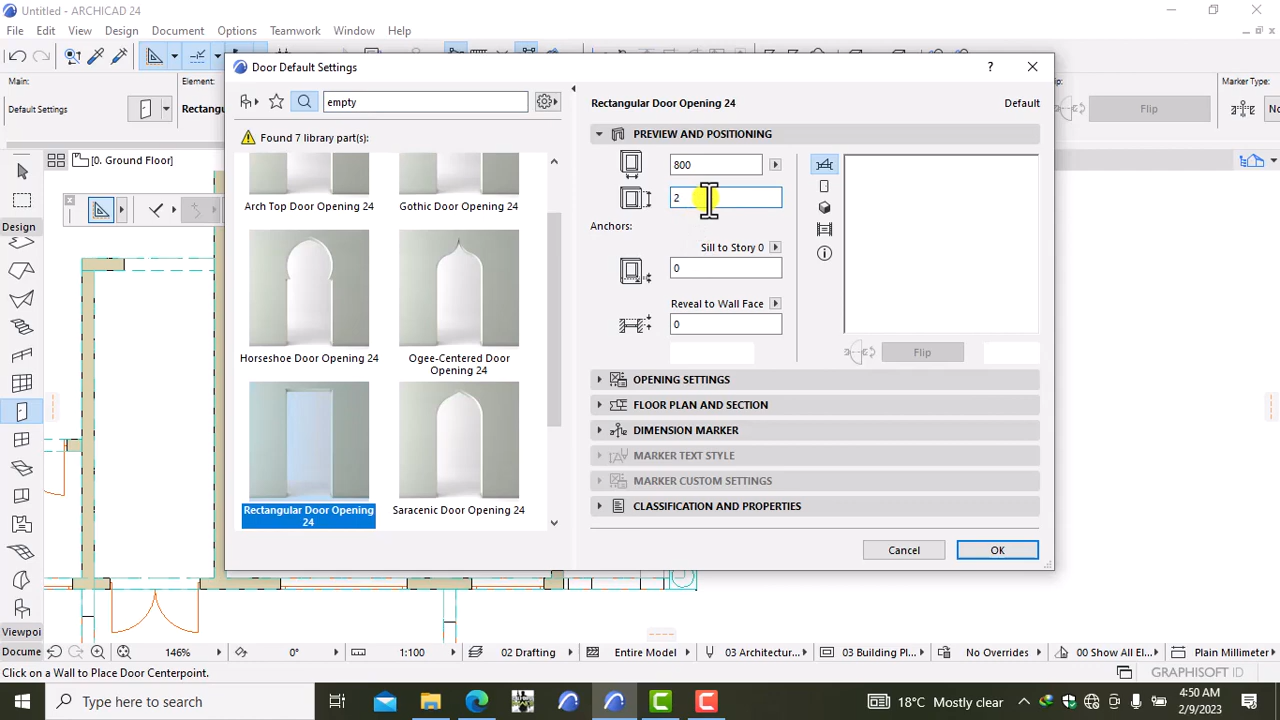 Untitled - ARCHICAD 24
File Edit View Design Document Options Teamwork Window Help
Main:
Default Settings
Element:
Rectangul
Marker Type:
Flip
No
[0. Ground Floor]
Design
Viewpoi
Docume
Door Default Settings
?
empty
Found 7 library part(s):
Arch Top Door Opening 24
Gothic Door Opening 24
Horseshoe Door Opening 24
Ogee-Centered Door
Opening 24
Rectangular Door Opening
24
Saracenic Door Opening 24
Rectangular Door Opening 24
Default
PREVIEW AND POSITIONING
800
2
Anchors:
Sill to Story 0
0
Reveal to Wall Face
0
Flip
OPENING SETTINGS
FLOOR PLAN AND SECTION
DIMENSION MARKER
MARKER TEXT STYLE
MARKER CUSTOM SETTINGS
CLASSIFICATION AND PROPERTIES
Cancel
OK
146% 0° 1:100 02 Drafting Entire Model 03 Architectur... 03 Building Pl... No Overrides 00 Show All El... Plain Millimeter
Click on a Wall to Place Door Centerpoint.
GRAPHISOFT ID
Type here to search
18°C Mostly clear
4:50 AM
2/9/2023